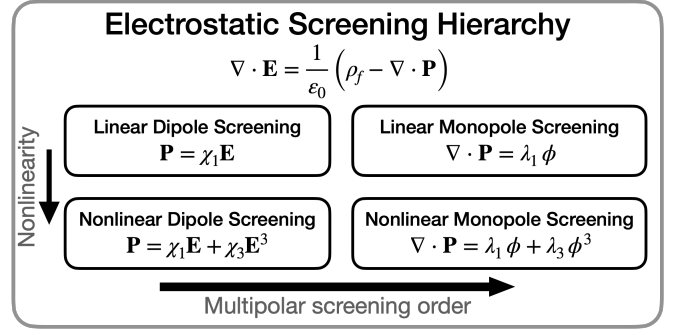 Electrostatic Screening Hierarchy
∇ · E = 1/ε₀ (ρ_f − ∇ · P)
Linear Dipole Screening
P = χ₁E
Linear Monopole Screening
∇ · P = λ₁ ϕ
Nonlinearity
Nonlinear Dipole Screening
P = χ₁E + χ₃E³
Nonlinear Monopole Screening
∇ · P = λ₁ ϕ + λ₃ ϕ³
Multipolar screening order